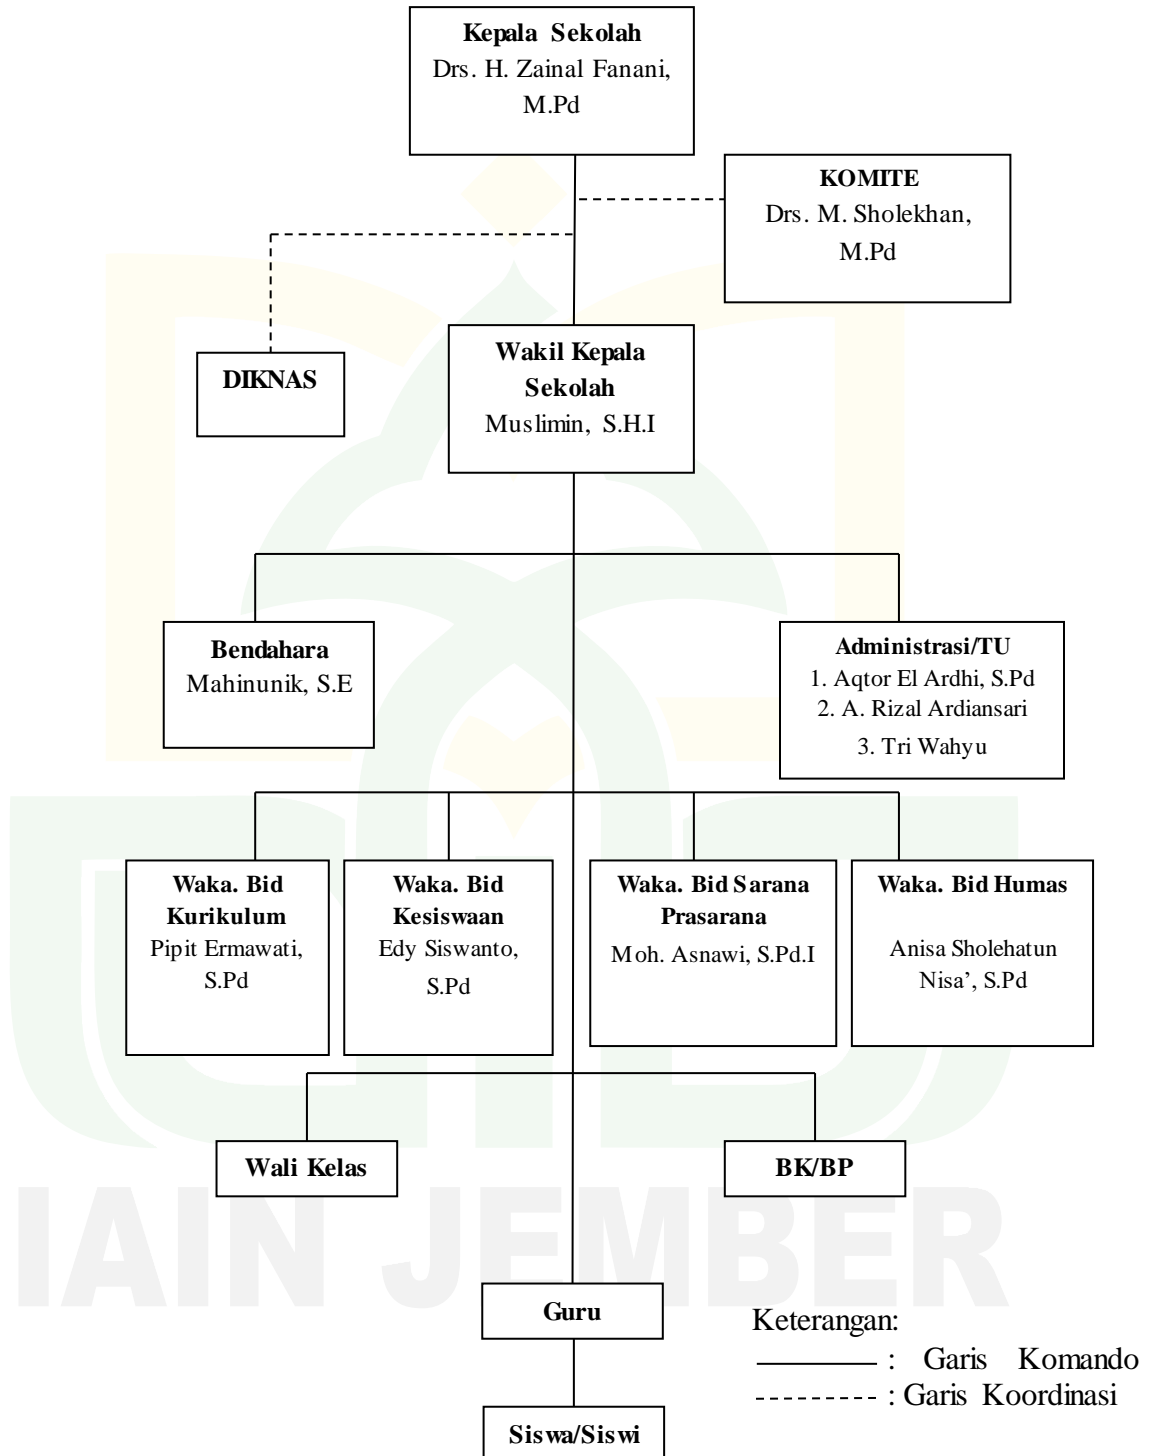 Kepala Sekolah
Drs. H. Zainal Fanani,
M.Pd
KOMITE
Drs. M. Sholekhan,
M.Pd
DIKNAS
Wakil Kepala
Sekolah
Muslimin, S.H.I
Bendahara
Mahinunik, S.E
Administrasi/TU
1. Aqtor El Ardhi, S.Pd
2. A. Rizal Ardiansari
3. Tri Wahyu
Waka. Bid
Kurikulum
Pipit Ermawati,
S.Pd
Waka. Bid
Kesiswaan
Edy Siswanto,
S.Pd
Waka. Bid Sarana
Prasarana
Moh. Asnawi, S.Pd.I
Waka. Bid Humas
Anisa Sholehatun
Nisa’, S.Pd
Wali Kelas
BK/BP
IAIN JEMBER
Guru
Keterangan:
: Garis Komando
: Garis Koordinasi
Siswa/Siswi